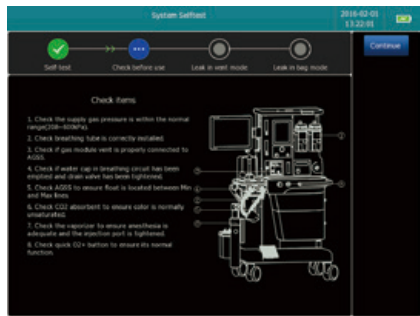 System Selftest
2016-02-01
13:22:01
Self-test
Check before use
Leak in vent mode
Leak in bag mode
Continue
Check items
1. Check the supply gas pressure is within the normal
range(208~600kPa).
2. Check breathing tube is correctly installed.
3. Check if gas module vent is properly connected to
AGSS.
4. Check if water cap in breathing circuit has been
emptied and drain valve has been tightened.
5. Check AGSS to ensure float is located between Min
and Max lines.
6. Check CO2 absorbent to ensure color is normally
unsaturated.
7. Check the vaporizer to ensure anesthesia is
adequate and the injection port is tightened.
8. Check quick O2+ button to ensure its normal
function.